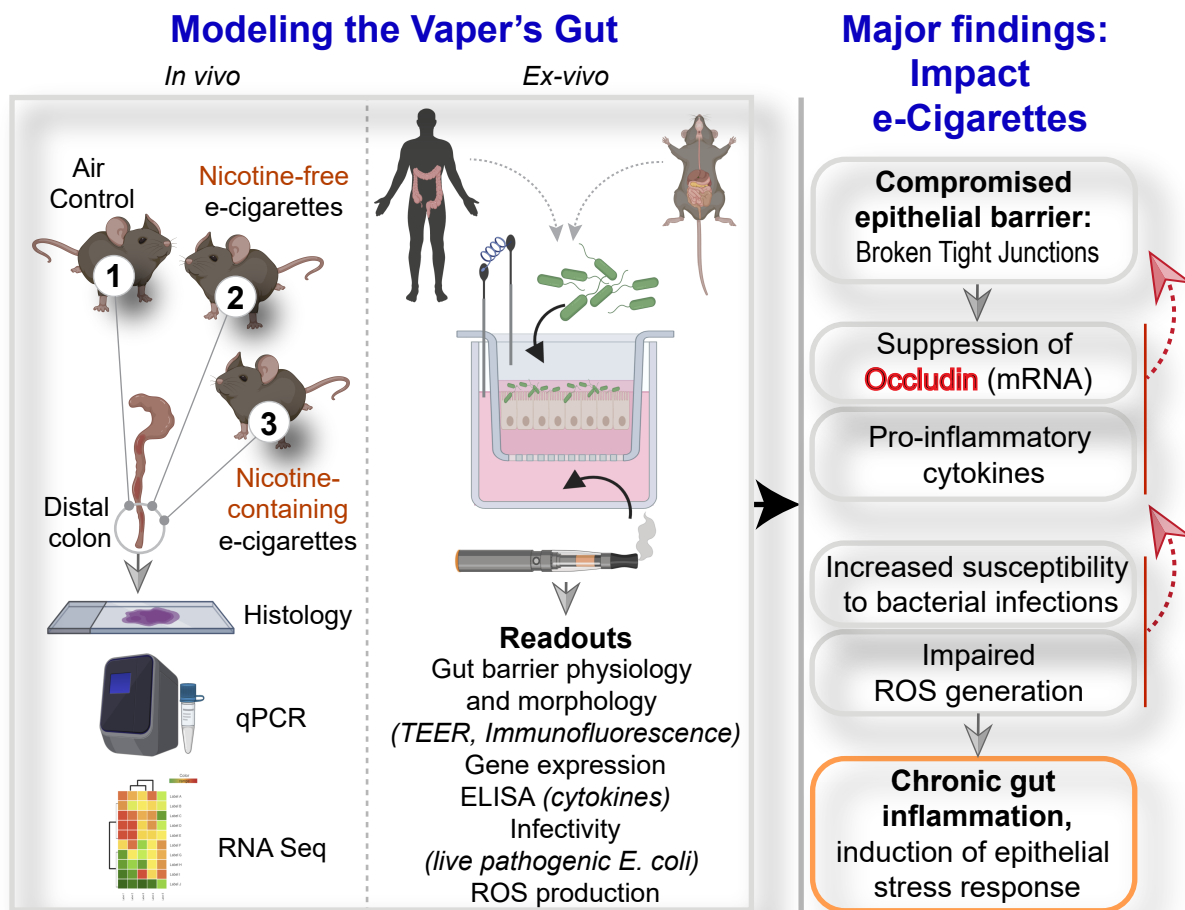 Modeling the Vaper's Gut
In vivo
Ex-vivo
Air
Control
Nicotine-free
e-cigarettes
1
2
3
Distal
colon
Nicotine-
containing
e-cigarettes
Histology
qPCR
RNA Seq
Readouts
Gut barrier physiology
and morphology
(TEER, Immunofluorescence)
Gene expression
ELISA (cytokines)
Infectivity
(live pathogenic E. coli)
ROS production
Major findings:
Impact
e-Cigarettes
Compromised
epithelial barrier:
Broken Tight Junctions
Suppression of
Occludin (mRNA)
Pro-inflammatory
cytokines
Increased susceptibility
to bacterial infections
Impaired
ROS generation
Chronic gut
inflammation,
induction of epithelial
stress response